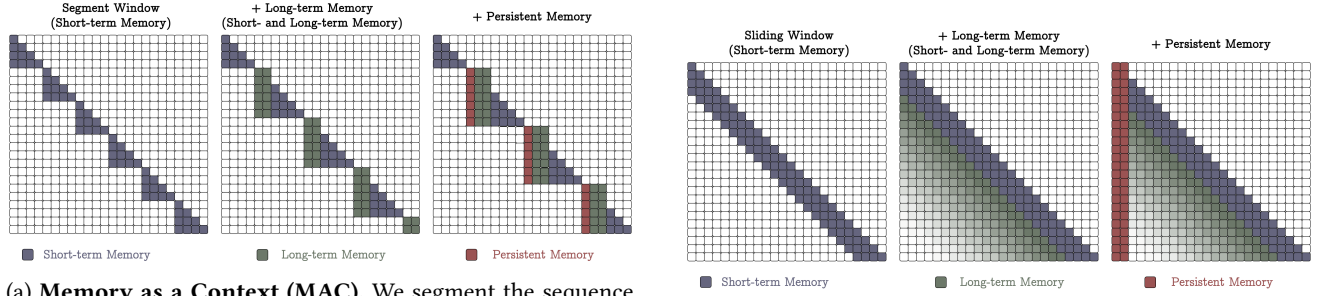 Segment Window
(Short-term Memory)
+ Long-term Memory
(Short- and Long-term Memory)
+ Persistent Memory
Short-term Memory
Long-term Memory
Persistent Memory
(a) Memory as a Context (MAC). We segment the sequence
Sliding Window
(Short-term Memory)
+ Long-term Memory
(Short- and Long-term Memory)
+ Persistent Memory
Short-term Memory
Long-term Memory
Persistent Memory